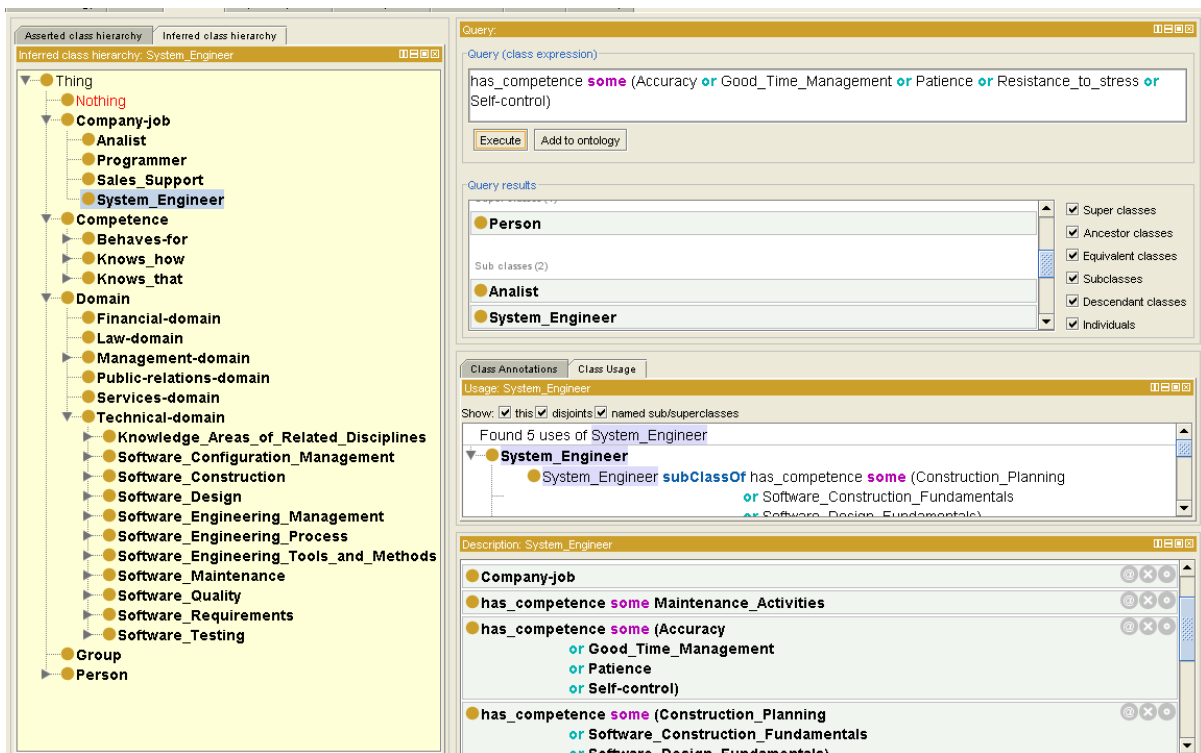 Asserted class hierarchy Inferred class hierarchy
Inferred class hierarchy: System_Engineer
Thing
Nothing
Company-job
Analist
Programmer
Sales_Support
System_Engineer
Competence
Behaves-for
Knows_how
Knows_that
Domain
Financial-domain
Law-domain
Management-domain
Public-relations-domain
Services-domain
Technical-domain
Knowledge_Areas_of_Related_Disciplines
Software_Configuration_Management
Software_Construction
Software_Design
Software_Engineering_Management
Software_Engineering_Process
Software_Engineering_Tools_and_Methods
Software_Maintenance
Software_Quality
Software_Requirements
Software_Testing
Group
Person
Query:
Query (class expression)
has_competence some (Accuracy or Good_Time_Management or Patience or Resistance_to_stress or
Self-control)
Execute Add to ontology
Query results
Person
Sub classes (2)
Analist
System_Engineer
Super classes
Ancestor classes
Equivalent classes
Subclasses
Descendant classes
Individuals
Class Annotations Class Usage
Usage: System_Engineer
Show: this disjoints named sub/superclasses
Found 5 uses of System_Engineer
System_Engineer
System_Engineer subClassOf has_competence some (Construction_Planning
or Software_Construction_Fundamentals
or Software_Design_Fundamentals)
Description: System_Engineer
Company-job
has_competence some Maintenance_Activities
has_competence some (Accuracy
or Good_Time_Management
or Patience
or Self-control)
has_competence some (Construction_Planning
or Software_Construction_Fundamentals
or Software_Design_Fundamentals)